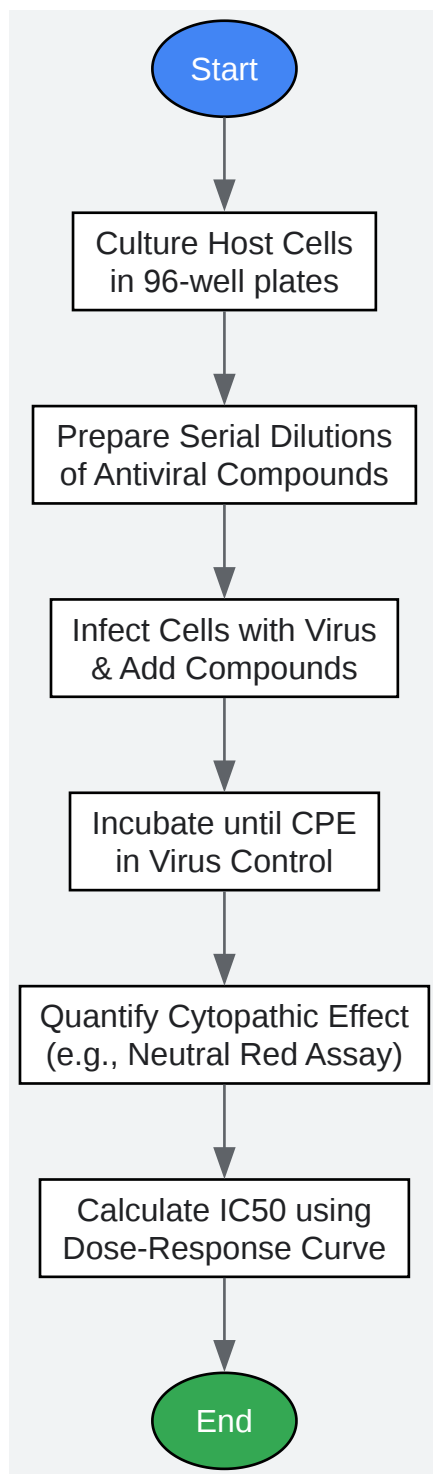 Start
Culture Host Cells
in 96-well plates
Prepare Serial Dilutions
of Antiviral Compounds
Infect Cells with Virus
& Add Compounds
Incubate until CPE
in Virus Control
Quantify Cytopathic Effect
(e.g., Neutral Red Assay)
Calculate IC50 using
Dose-Response Curve
End